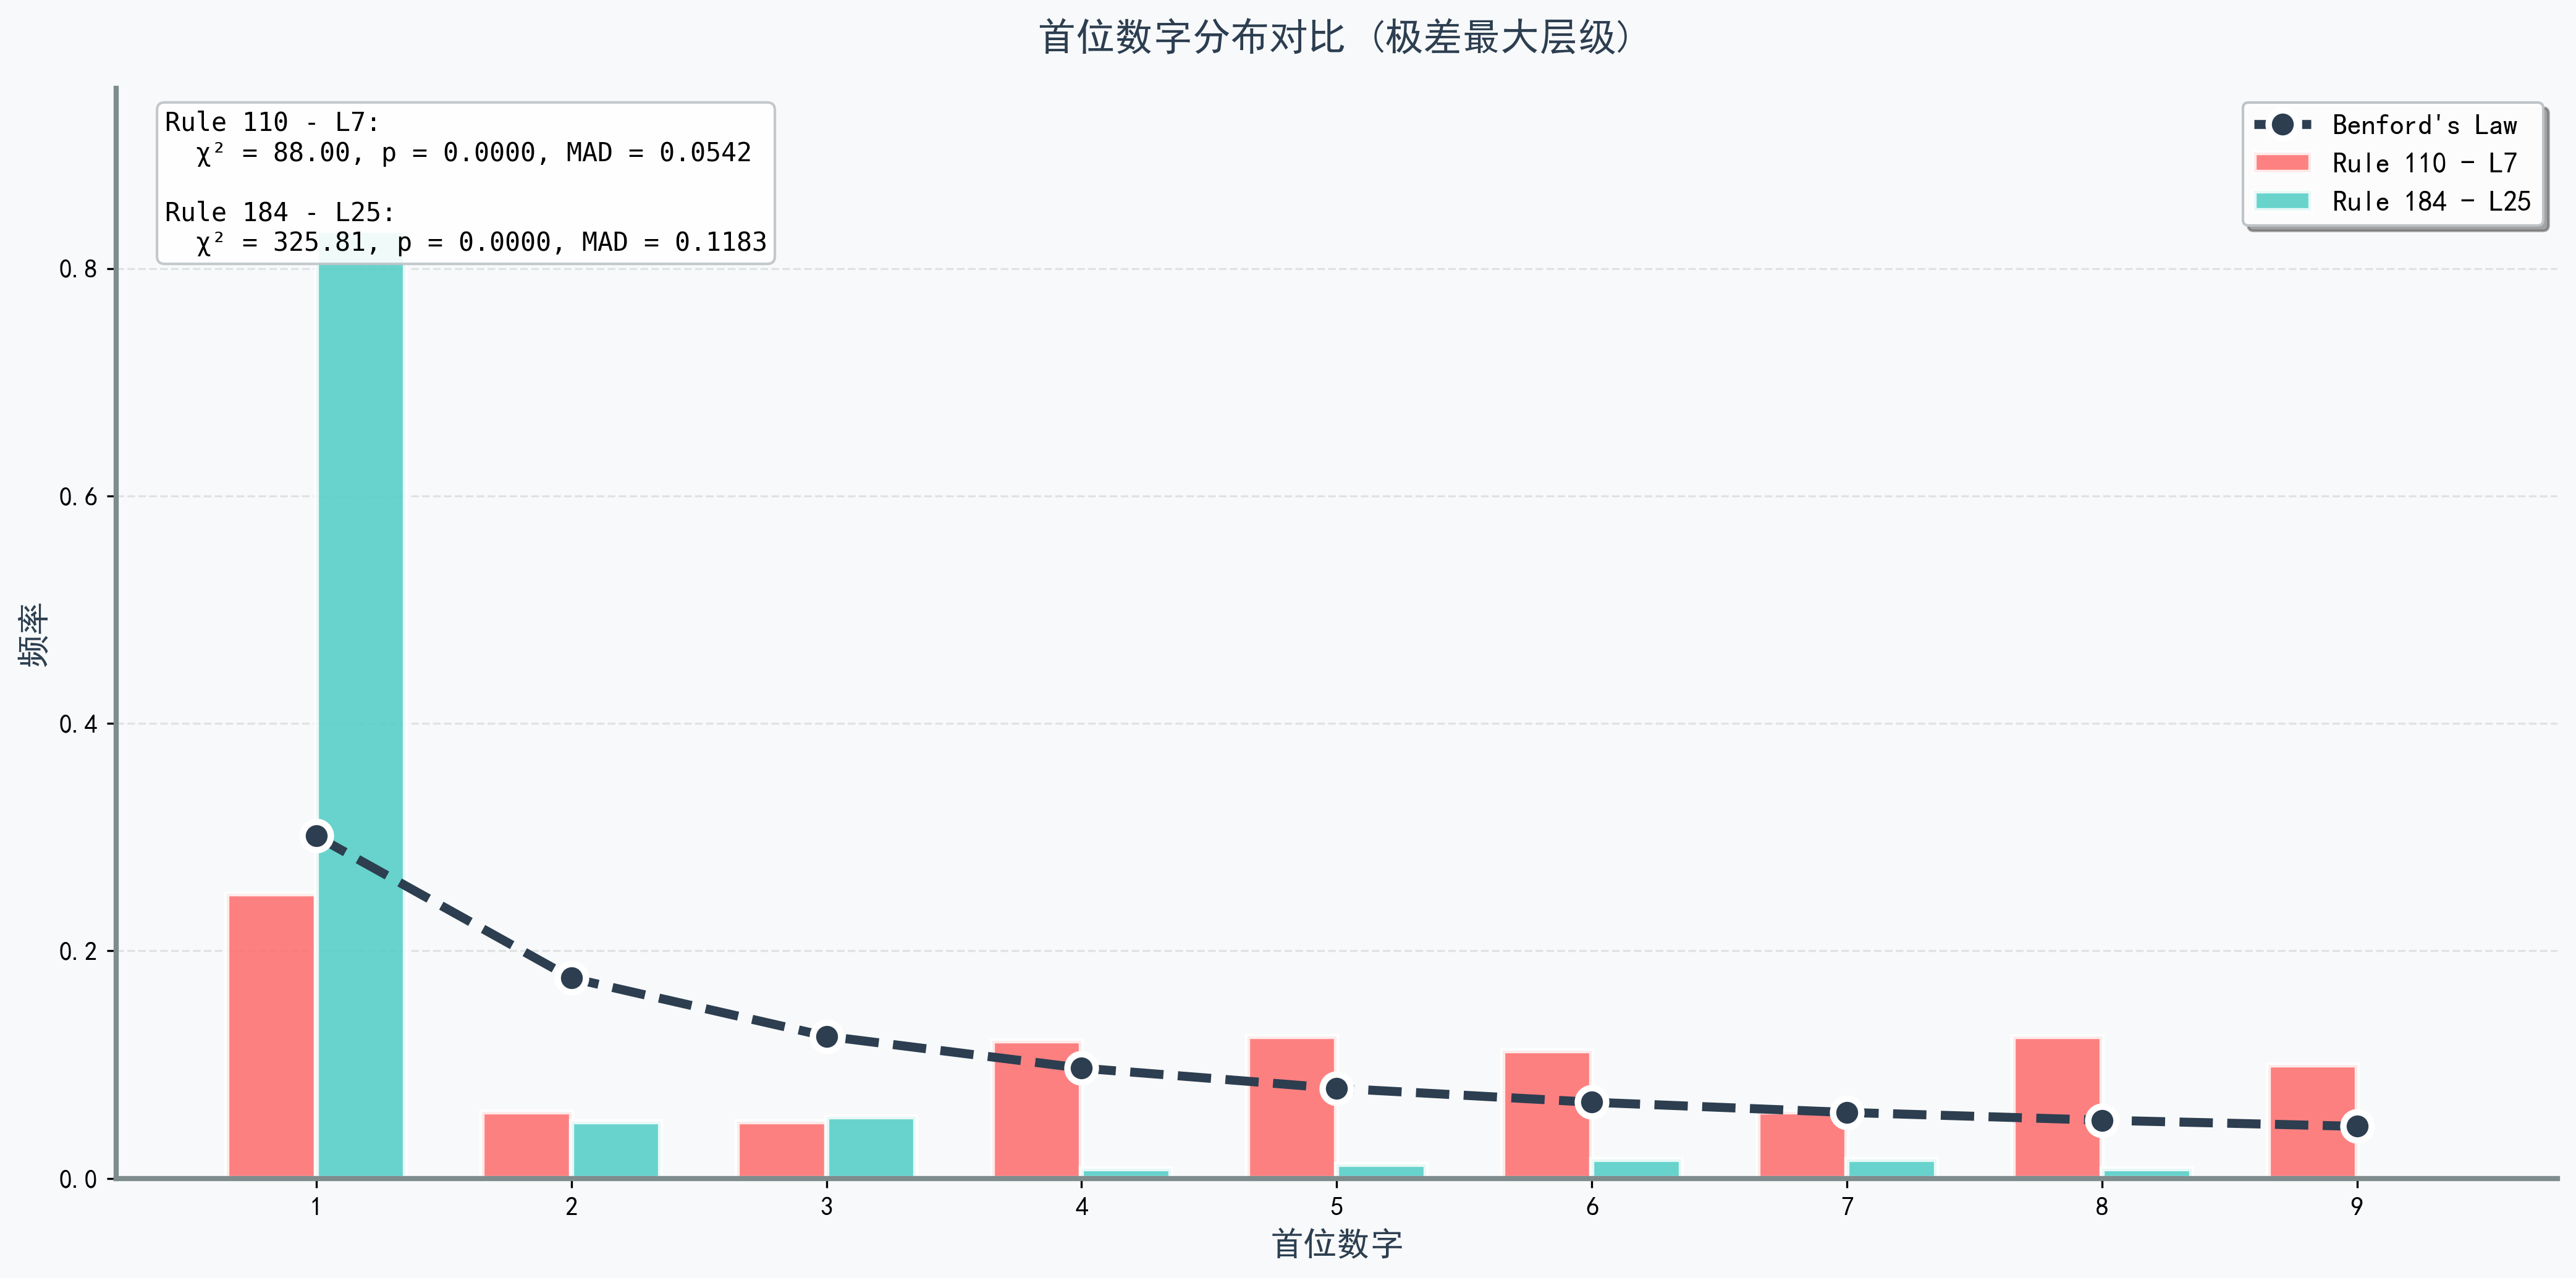 首位数字分布对比 (极差最大层级)
Rule 110 - L7:
χ² = 88.00, p = 0.0000, MAD = 0.0542
Rule 184 - L25:
χ² = 325.81, p = 0.0000, MAD = 0.1183
Benford's Law
Rule 110 - L7
Rule 184 - L25
频率
0.8
0.6
0.4
0.2
0.0
1 2 3 4 5 6 7 8 9
首位数字